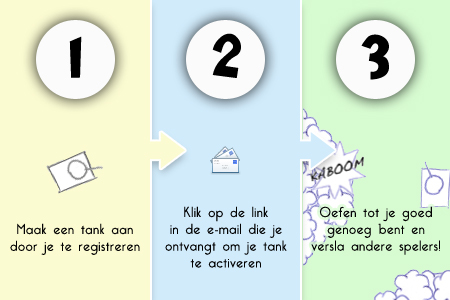 1
Maak een tank aan
door je te registreren
2
Klik op de link
in de e-mail die je
ontvangt om je tank
te activeren
3
KABOOM
Oefen tot je goed
genoeg bent en
versla andere spelers!